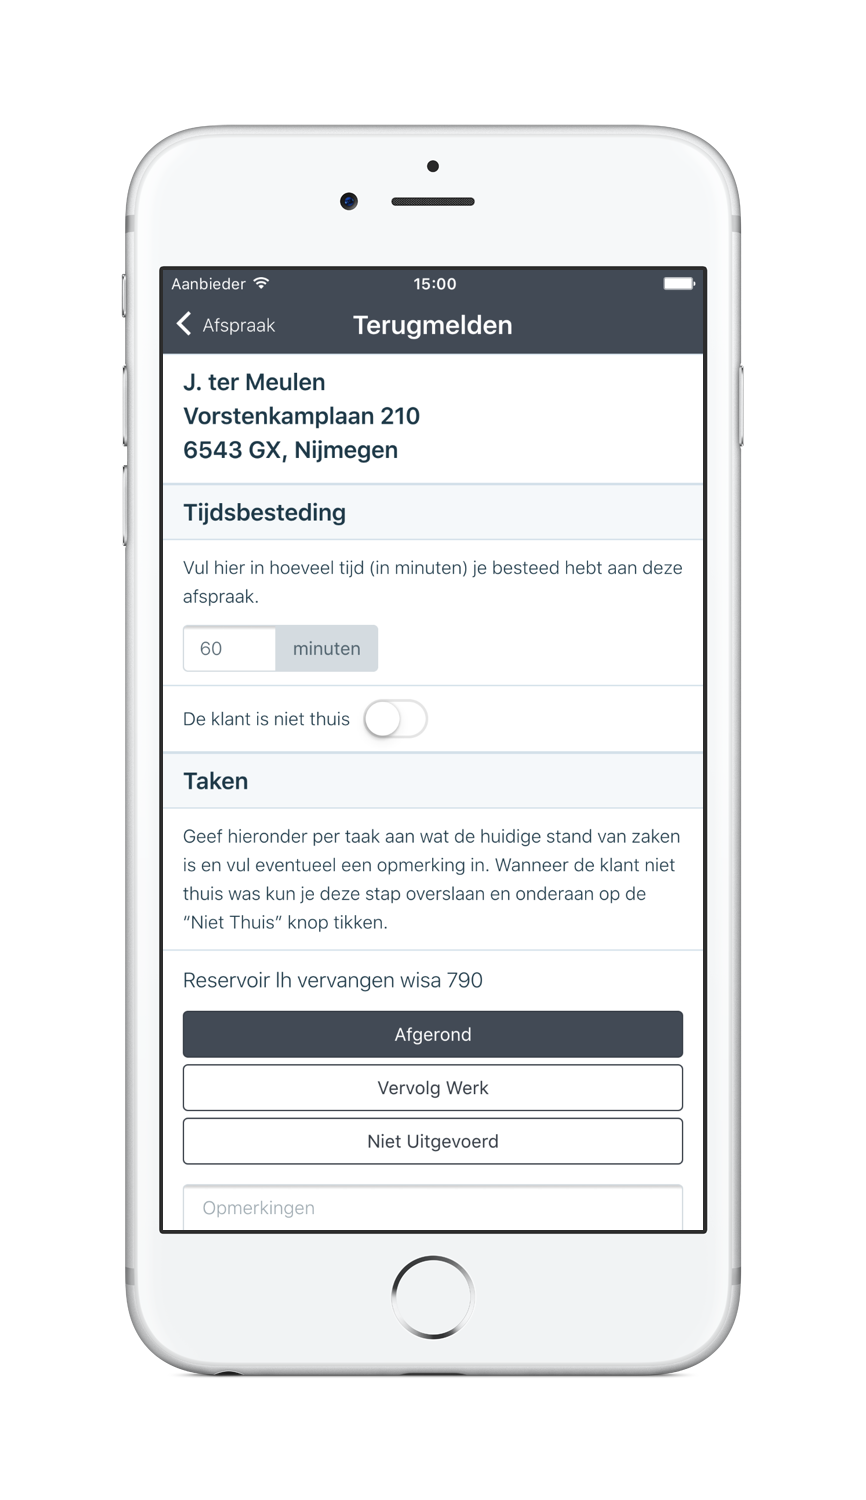 Aanbieder 15:00
Afspraak Terugmelden
J. ter Meulen
Vorstenkamplaan 210
6543 GX, Nijmegen
Tijdsbesteding
Vul hier in hoeveel tijd (in minuten) je besteed hebt aan deze
afspraak.
60 minuten
De klant is niet thuis
Taken
Geef hieronder per taak aan wat de huidige stand van zaken
is en vul eventueel een opmerking in. Wanneer de klant niet
thuis was kun je deze stap overslaan en onderaan op de
“Niet Thuis” knop tikken.
Reservoir lh vervangen wisa 790
Afgerond
Vervolg Werk
Niet Uitgevoerd
Opmerkingen